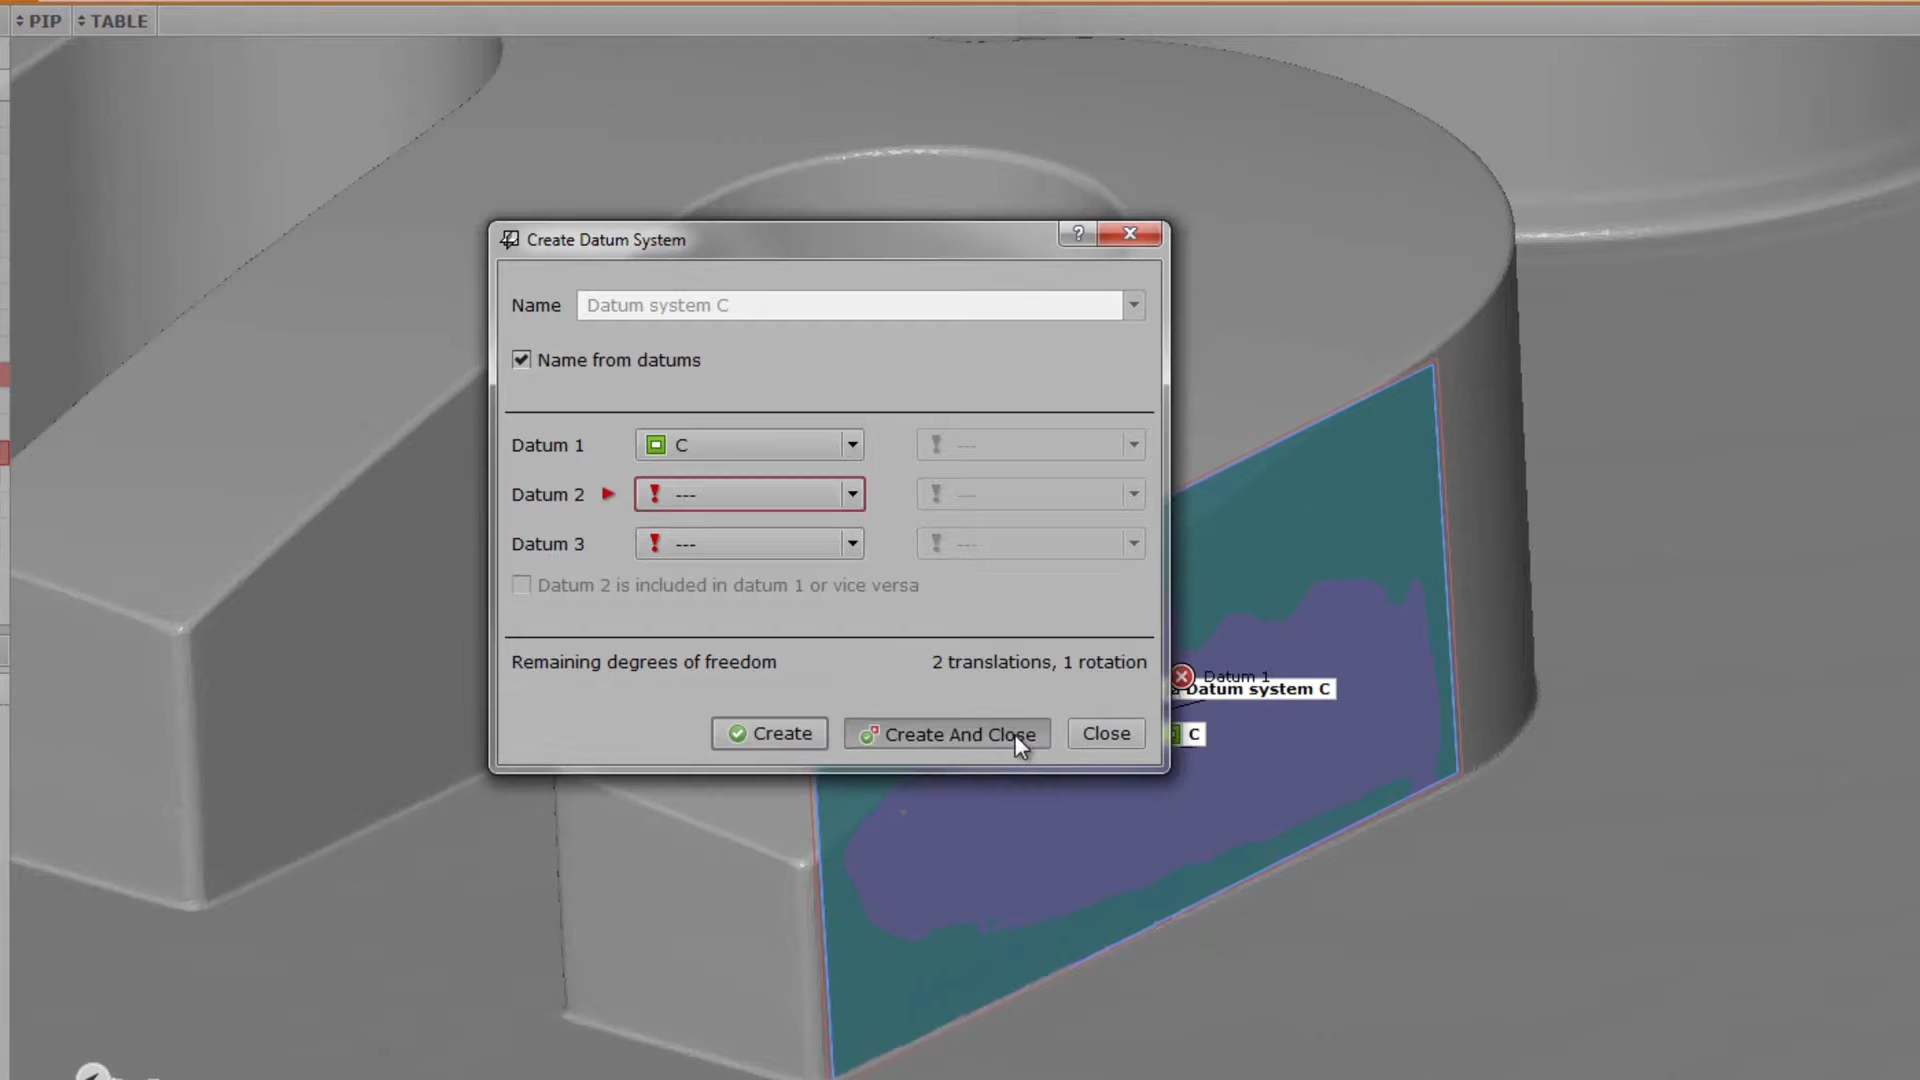 PIP TABLE
Create Datum System
?
Name Datum system C
Name from datums
Datum 1 C ---
Datum 2 --- ---
Datum 3 --- ---
Datum 2 is included in datum 1 or vice versa
Remaining degrees of freedom 2 translations, 1 rotation
Create Create And Close Close
Datum 1
Datum system C
C